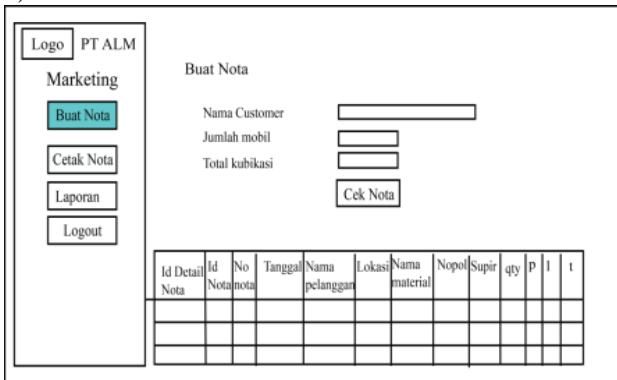 Logo PT ALM
Marketing
Buat Nota
Cetak Nota
Laporan
Logout
Buat Nota
Nama Customer
Jumlah mobil
Total kubikasi
Cek Nota
Id Detail Nota
Id Nota
No nota
Tanggal
Nama pelanggan
Lokasi
Nama material
Nopol
Supir
qty
p
l
t